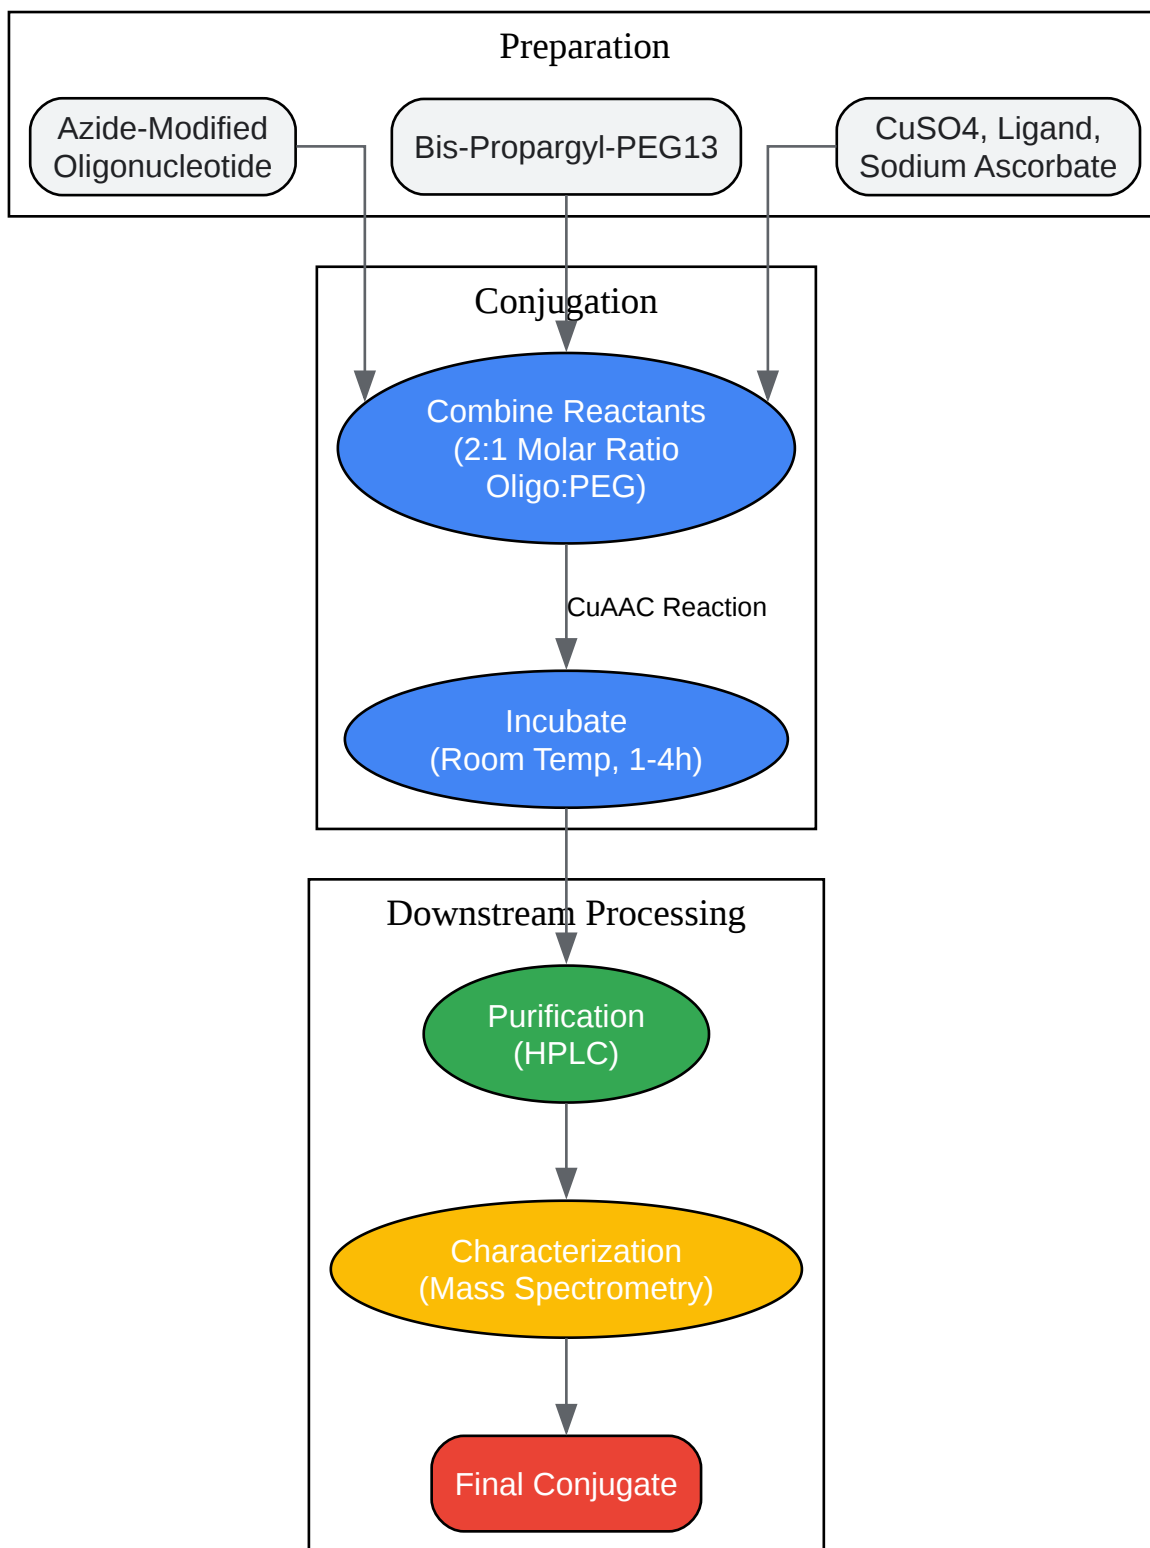 Preparation
Azide-Modified
Oligonucleotide
Bis-Propargyl-PEG13
CuSO4, Ligand,
Sodium Ascorbate
Conjugation
Combine Reactants
(2:1 Molar Ratio
Oligo:PEG)
CuAAC Reaction
Incubate
(Room Temp, 1-4h)
Downstream Processing
Purification
(HPLC)
Characterization
(Mass Spectrometry)
Final Conjugate